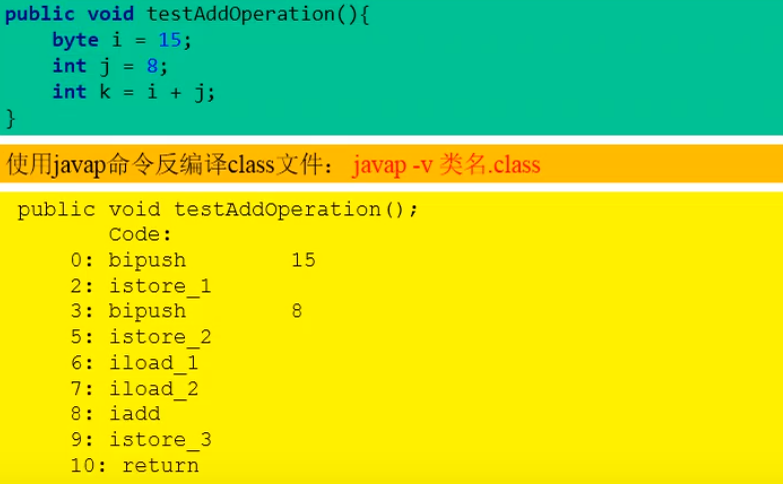 public void testAddOperation(){
    byte i = 15;
    int j = 8;
    int k = i + j;
}
使用javap命令反编译class文件： javap -v 类名.class
public void testAddOperation();
        Code:
     0: bipush        15
     2: istore_1
     3: bipush        8
     5: istore_2
     6: iload_1
     7: iload_2
     8: iadd
     9: istore_3
     10: return